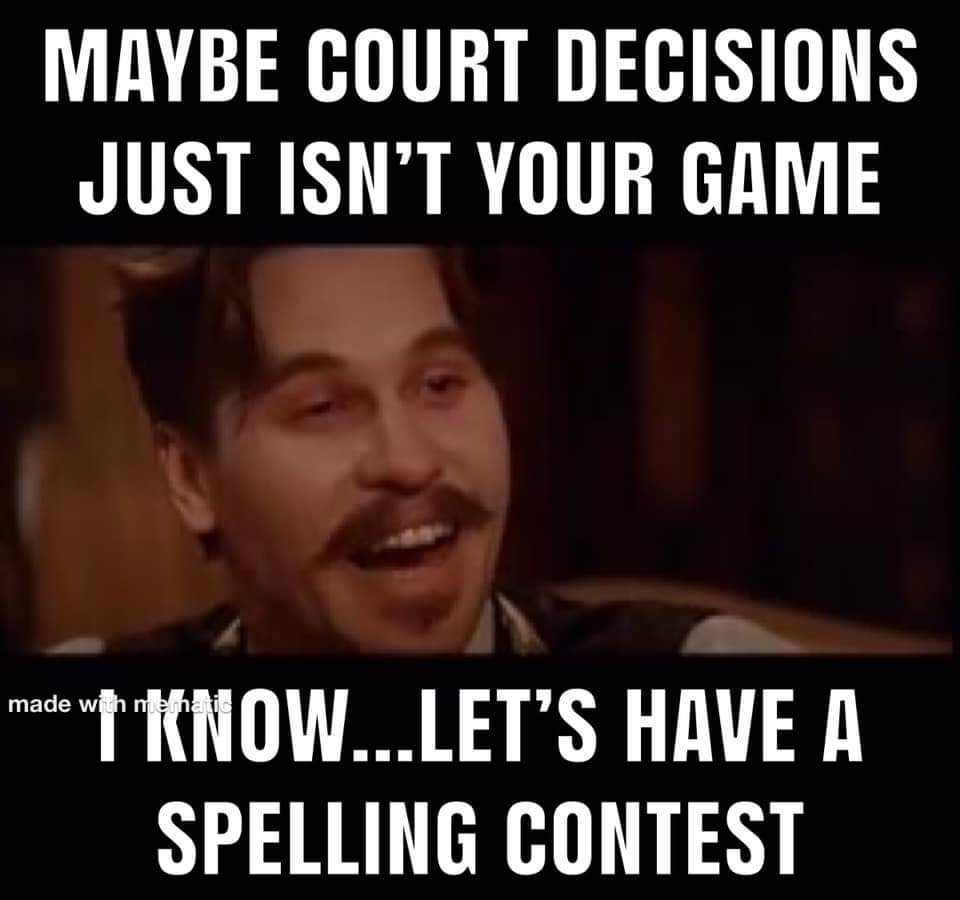 MAYBE COURT DECISIONS
JUST ISN'T YOUR GAME
made with mematic
I KNOW...LET'S HAVE A
SPELLING CONTEST